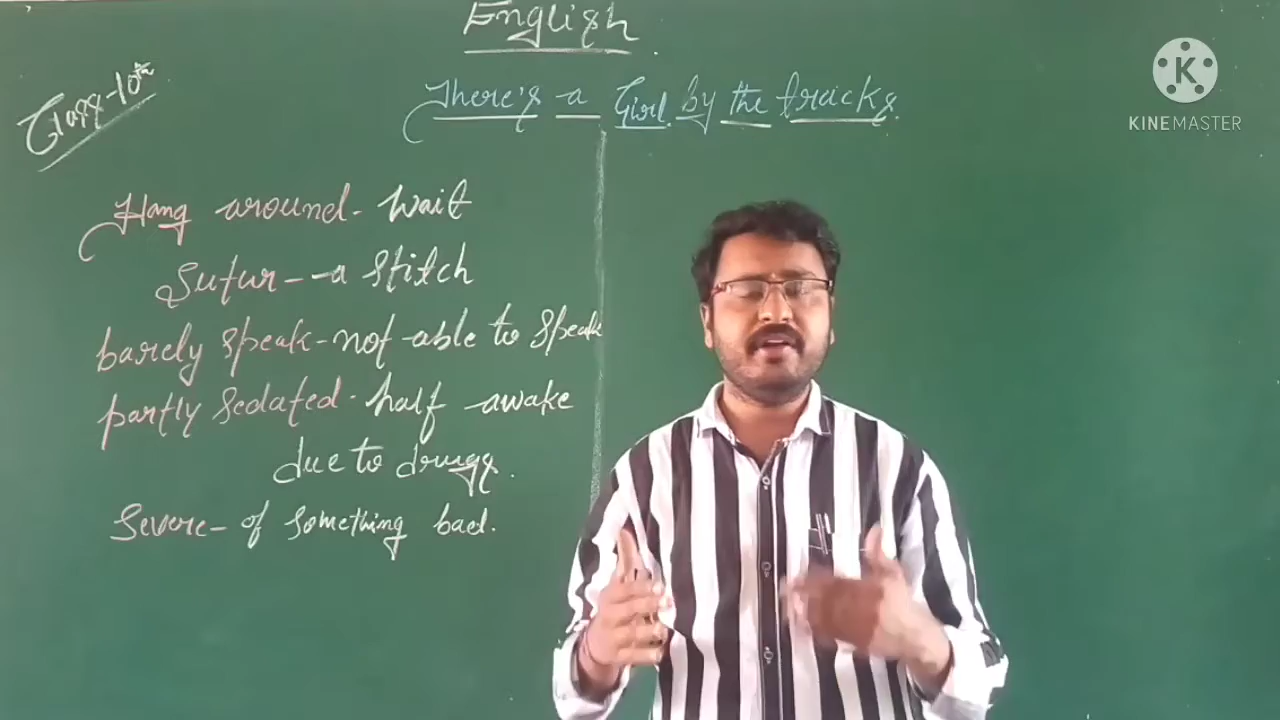 English
Class-10th
There's a Girl by the tracks.
KINEMASTER
Hang around- Wait
Sutur- a Stitch
barely speak-not able to speak
partly Sedated- half awake
due to drugs.
Severe- of something bad.